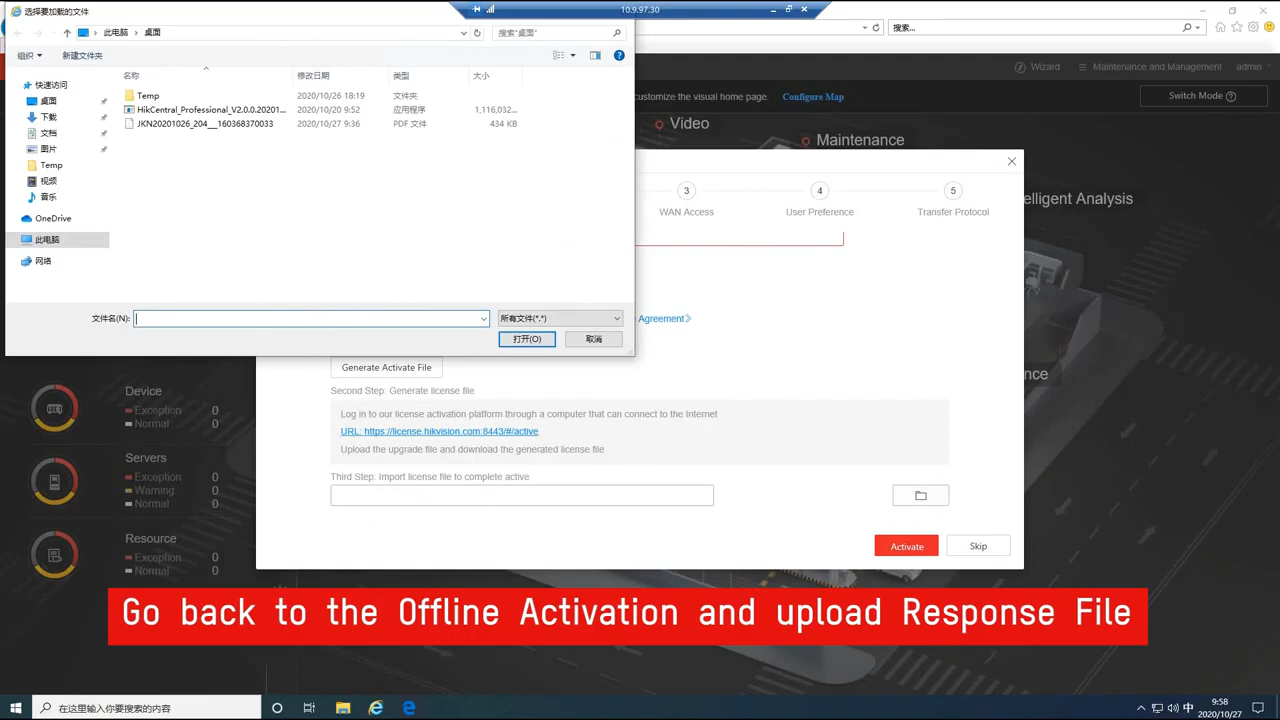 选择要加载的文件
10.9.97.30
此电脑
桌面
搜索"桌面"
搜索...
组织
新建文件夹
Wizard
Maintenance and Management
admin
名称
修改日期
类型
大小
快速访问
桌面
下载
文档
图片
Temp
视频
音乐
OneDrive
此电脑
网络
Temp
2020/10/26 18:19
文件夹
HikCentral_Professional_V2.0.0.20201...
2020/10/20 9:52
应用程序
1,116,032...
JKN20201026_204___160368370033
2020/10/27 9:36
PDF 文件
434 KB
customize the visual home page.
Configure Map
Switch Mode
Video
Maintenance
3
4
5
WAN Access
User Preference
Transfer Protocol
elligent Analysis
文件名(N):
所有文件(*.*)
打开(O)
取消
Agreement
Generate Activate File
Second Step: Generate license file
Log in to our license activation platform through a computer that can connect to the Internet
URL: https://license.hikvision.com:8443/#/active
Upload the upgrade file and download the generated license file
Third Step: Import license file to complete active
Activate
Skip
nce
Device
Exception 0
Normal 0
Servers
Exception 0
Warning 0
Normal 0
Resource
Exception 0
Normal 0
Go back to the Offline Activation and upload Response File
在这里输入你要搜索的内容
中
9:58
2020/10/27